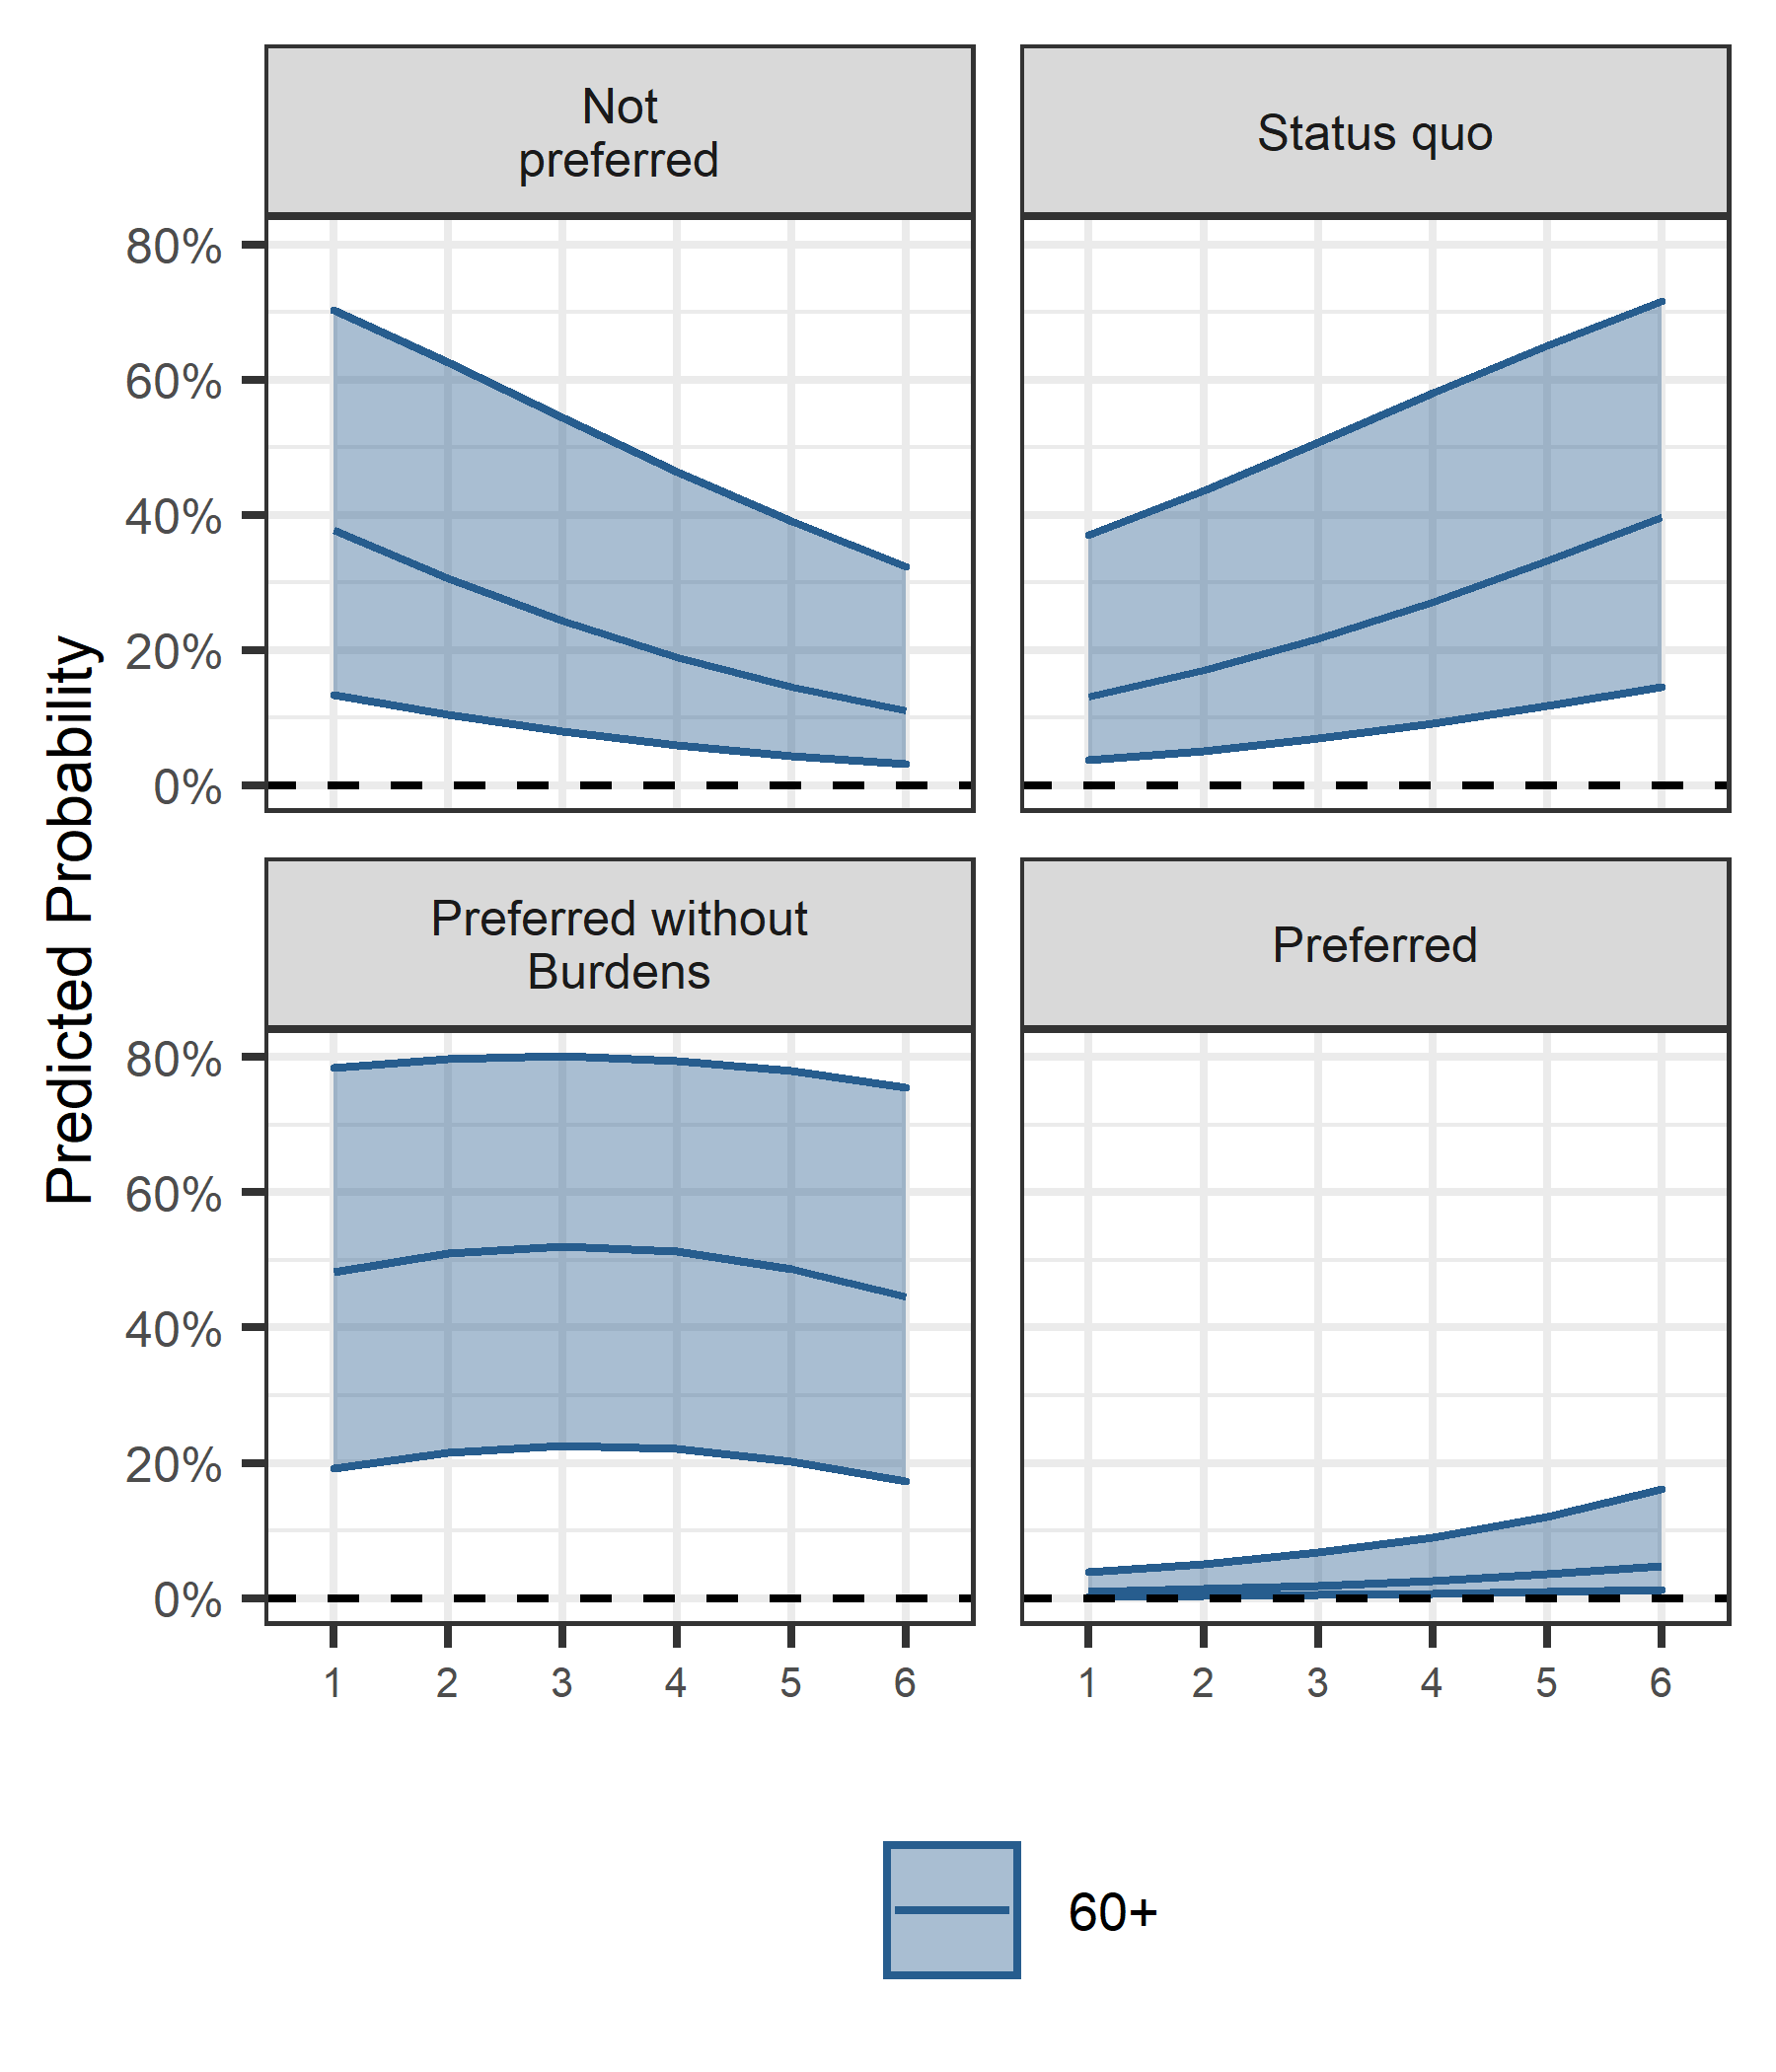 Not
preferred
Status quo
80%
60%
40%
20%
0%
Predicted Probability
Preferred without
Burdens
Preferred
80%
60%
40%
20%
0%
1 2 3 4 5 6
1 2 3 4 5 6
60+